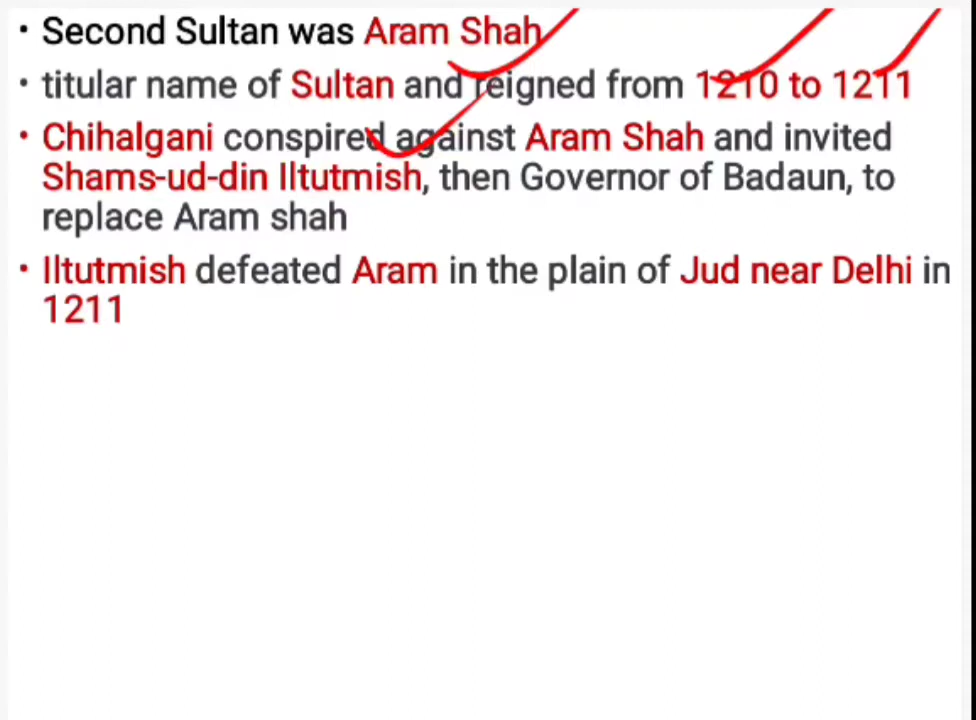 • Second Sultan was Aram Shah
• titular name of Sultan and reigned from 1210 to 1211
• Chihalgani conspired against Aram Shah and invited
Shams-ud-din Iltutmish, then Governor of Badaun, to
replace Aram shah
• Iltutmish defeated Aram in the plain of Jud near Delhi in
1211